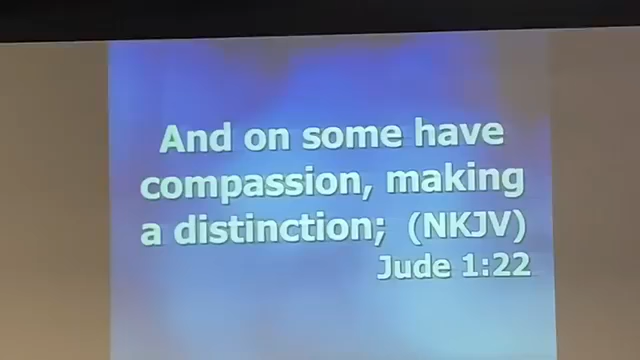 And on some have
compassion, making
a distinction; (NKJV)
Jude 1:22